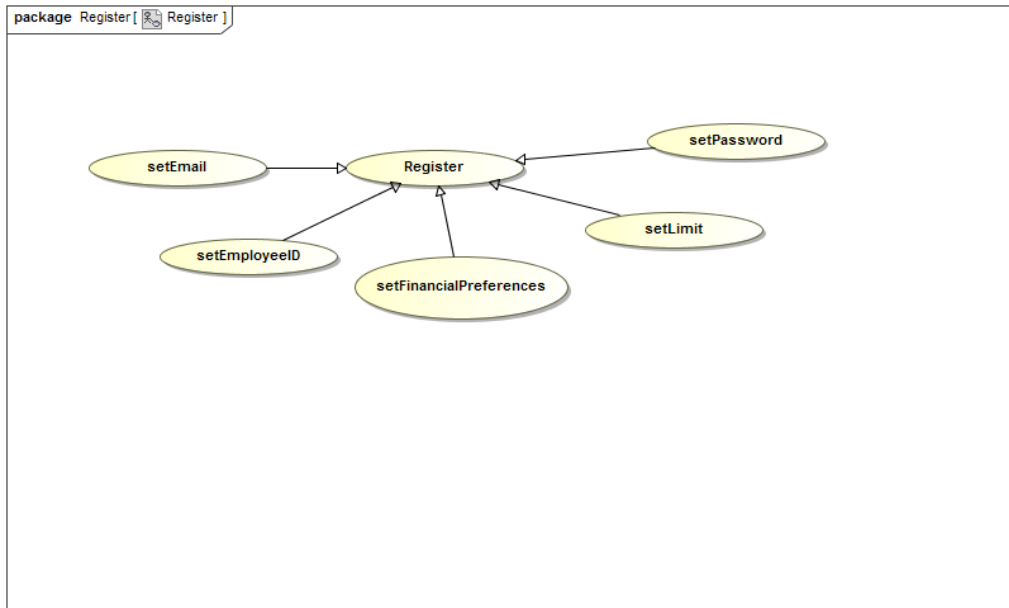 package Register [ Register ]
setPassword
setEmail
Register
setLimit
setEmployeeID
setFinancialPreferences